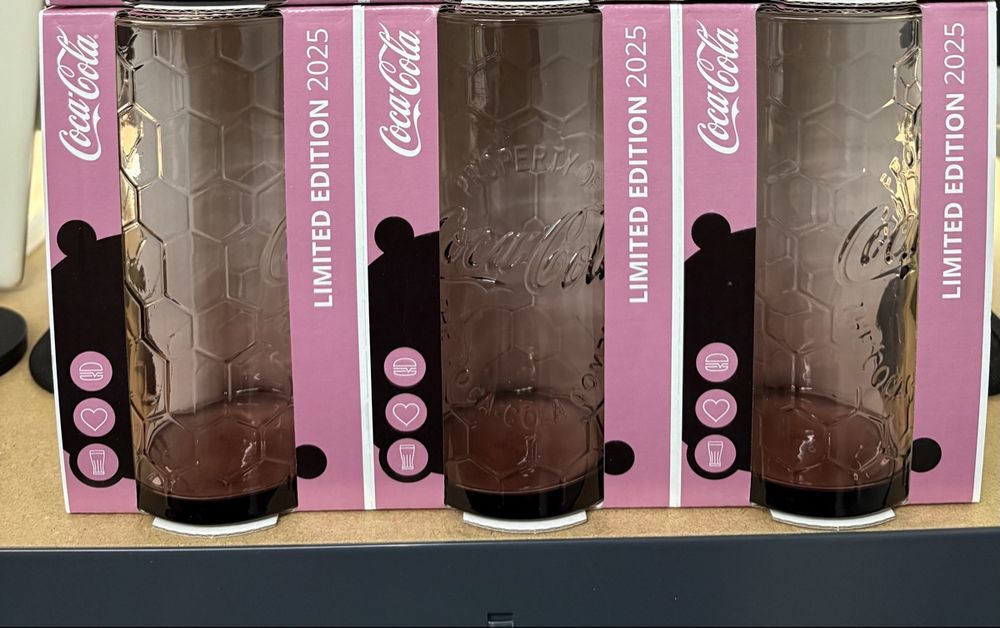 Coca-Cola
LIMITED EDITION 2025
Coca-Cola
PROPERTY OF
Coca-Cola
COCA-COLA
LIMITED EDITION 2025
Coca-Cola
LIMITED EDITION 2025